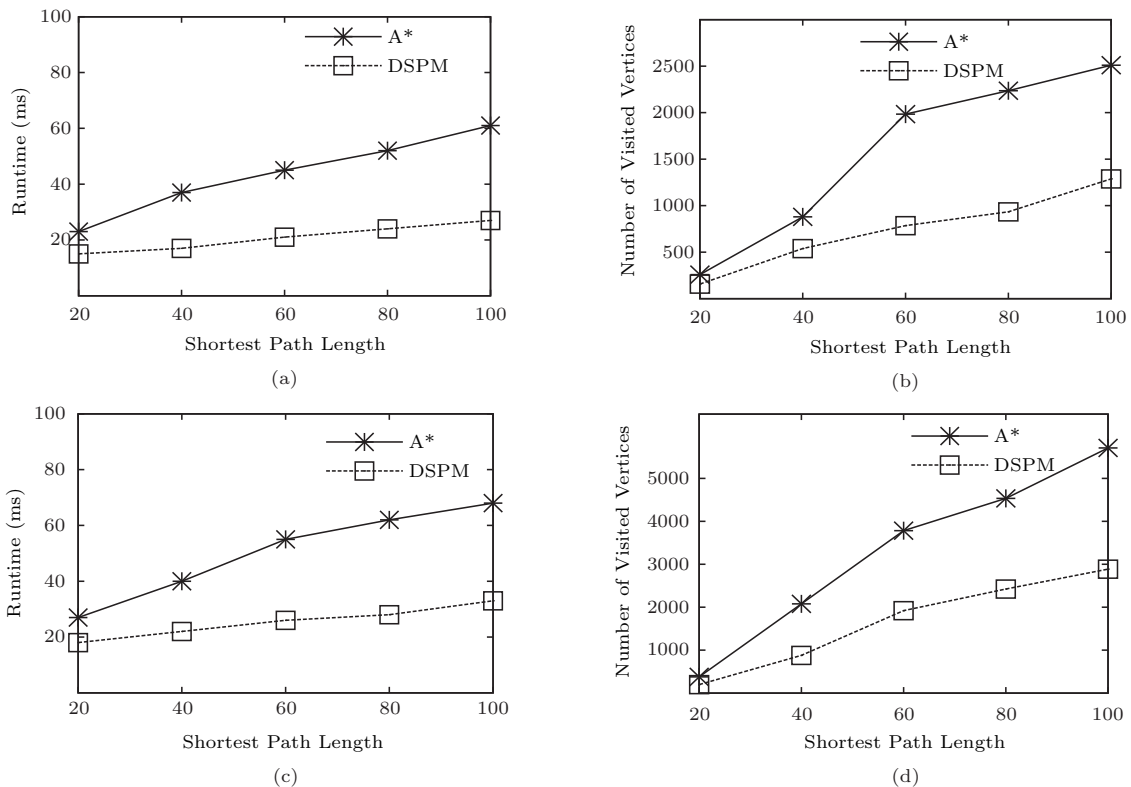 100
80
60
40
20
Runtime (ms)
A*
DSPM
20 40 60 80 100
Shortest Path Length
(a)
2500
2000
1500
1000
500
Number of Visited Vertices
A*
DSPM
20 40 60 80 100
Shortest Path Length
(b)
100
80
60
40
20
Runtime (ms)
A*
DSPM
20 40 60 80 100
Shortest Path Length
(c)
5000
4000
3000
2000
1000
Number of Visited Vertices
A*
DSPM
20 40 60 80 100
Shortest Path Length
(d)